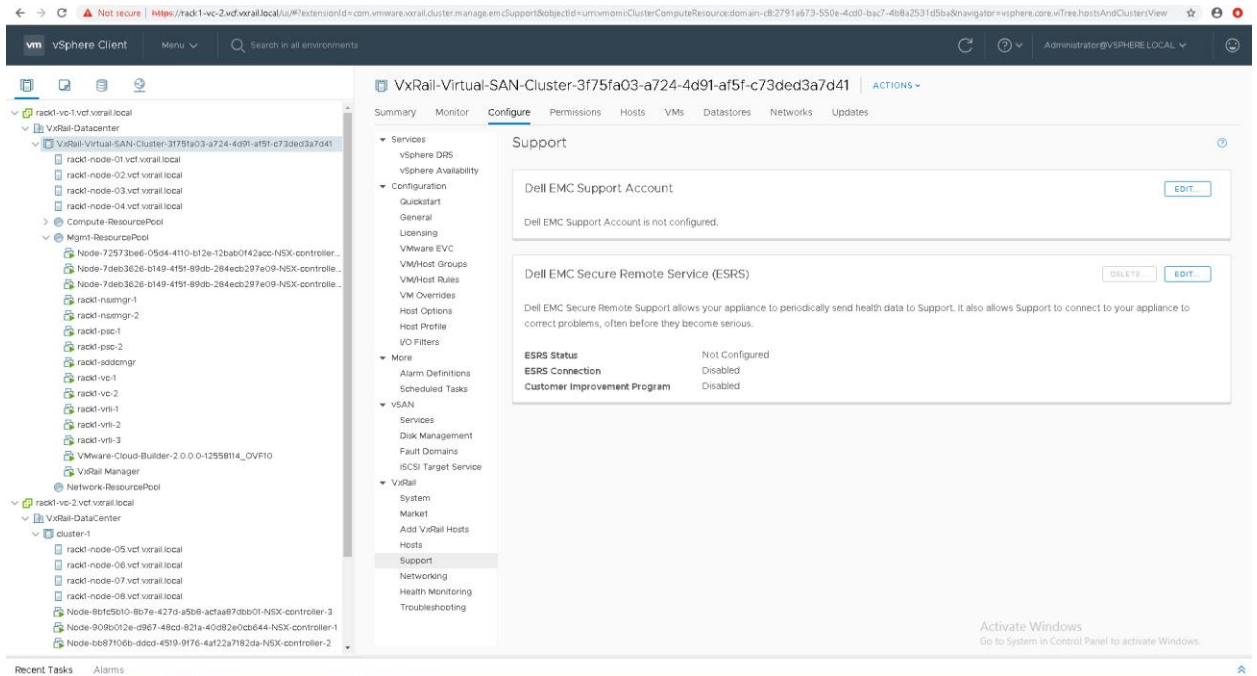 Not secure | https://rack1-vc-2.vcf.vxrail.local/ui/#?extensionId=com.vmware.vxrail.cluster.manage.emcSupport&objectId=urn:vmomi:ClusterComputeResource:domain-c8:2791a673-550e-4cd0-bac7-4b8a2531d5ba&navigator=vsphere.core.viTree.hostsAndClustersView
vm vSphere Client Menu Search in all environments Administrator@VSPHERE.LOCAL
VxRail-Virtual-SAN-Cluster-3f75fa03-a724-4d91-af5f-c73ded3a7d41 ACTIONS
Summary Monitor Configure Permissions Hosts VMs Datastores Networks Updates
rack1-vc-1.vcf.vxrail.local
VxRail-Datacenter
VxRail-Virtual-SAN-Cluster-3f75fa03-a724-4d91-af5f-c73ded3a7d41
rack1-node-01.vcf.vxrail.local
rack1-node-02.vcf.vxrail.local
rack1-node-03.vcf.vxrail.local
rack1-node-04.vcf.vxrail.local
Compute-ResourcePool
Mgmt-ResourcePool
Node-72573be6-05d4-4110-b12e-12bab0f42acc-NSX-controller...
Node-7deb3626-b149-4f5f-89db-284ecb297e09-NSX-controlle...
Node-7deb3626-b149-4f5f-89db-284ecb297e09-NSX-controlle...
rack1-nsxmgr-1
rack1-nsxmgr-2
rack1-psc-1
rack1-psc-2
rack1-sddcmgr
rack1-vc-1
rack1-vc-2
rack1-vrli-1
rack1-vrli-2
rack1-vrli-3
VMware-Cloud-Builder-2.0.0.0-12558114_OVF10
VxRail Manager
Network-ResourcePool
rack1-vc-2.vcf.vxrail.local
VxRail-DataCenter
cluster-1
rack1-node-05.vcf.vxrail.local
rack1-node-06.vcf.vxrail.local
rack1-node-07.vcf.vxrail.local
rack1-node-08.vcf.vxrail.local
Node-8bfc5b10-8b7e-427d-a5b8-acfaa87dbb01-NSX-controller-3
Node-909b012e-d967-48cd-821a-40d82e0cb644-NSX-controller-1
Node-bb87f06b-ddcd-4519-9f76-4af22a7182da-NSX-controller-2
Services
vSphere DRS
vSphere Availability
Configuration
Quickstart
General
Licensing
VMware EVC
VM/Host Groups
VM/Host Rules
VM Overrides
Host Options
Host Profile
I/O Filters
More
Alarm Definitions
Scheduled Tasks
vSAN
Services
Disk Management
Fault Domains
iSCSI Target Service
VxRail
System
Market
Add VxRail Hosts
Hosts
Support
Networking
Health Monitoring
Troubleshooting
Support
Dell EMC Support Account EDIT...
Dell EMC Support Account is not configured.
Dell EMC Secure Remote Service (ESRS) DELETE... EDIT...
Dell EMC Secure Remote Support allows your appliance to periodically send health data to Support. It also allows Support to connect to your appliance to
correct problems, often before they become serious.
ESRS Status Not Configured
ESRS Connection Disabled
Customer Improvement Program Disabled
Activate Windows
Go to System in Control Panel to activate Windows.
Recent Tasks Alarms